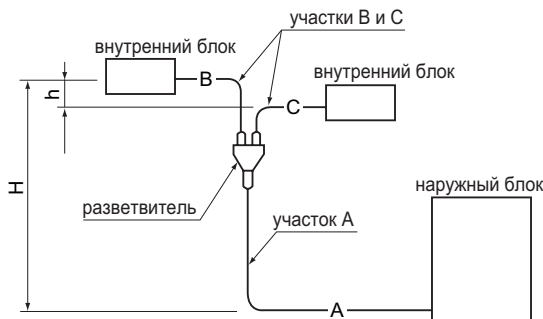 участки B и C
внутренний блок
B
внутренний блок
h
C
H
наружный блок
разветвитель
участок A
A